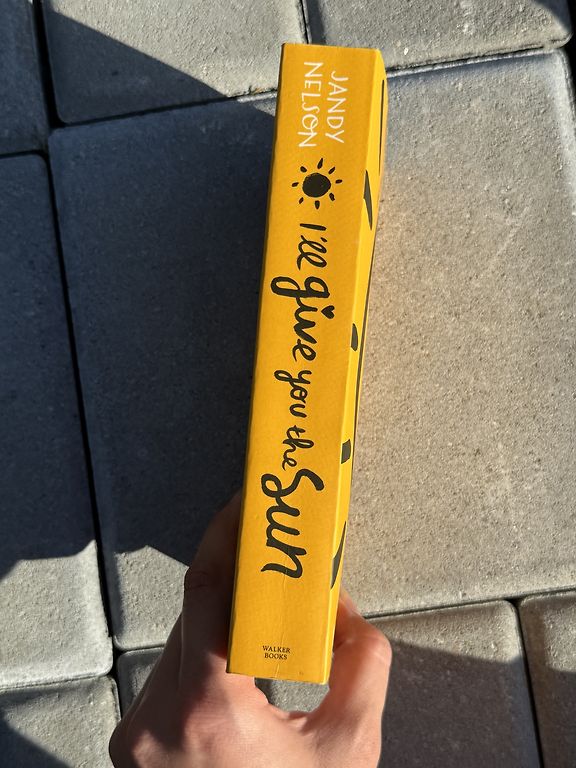 JANDY
NELSON
I'll give you the Sun
WALKER
BOOKS